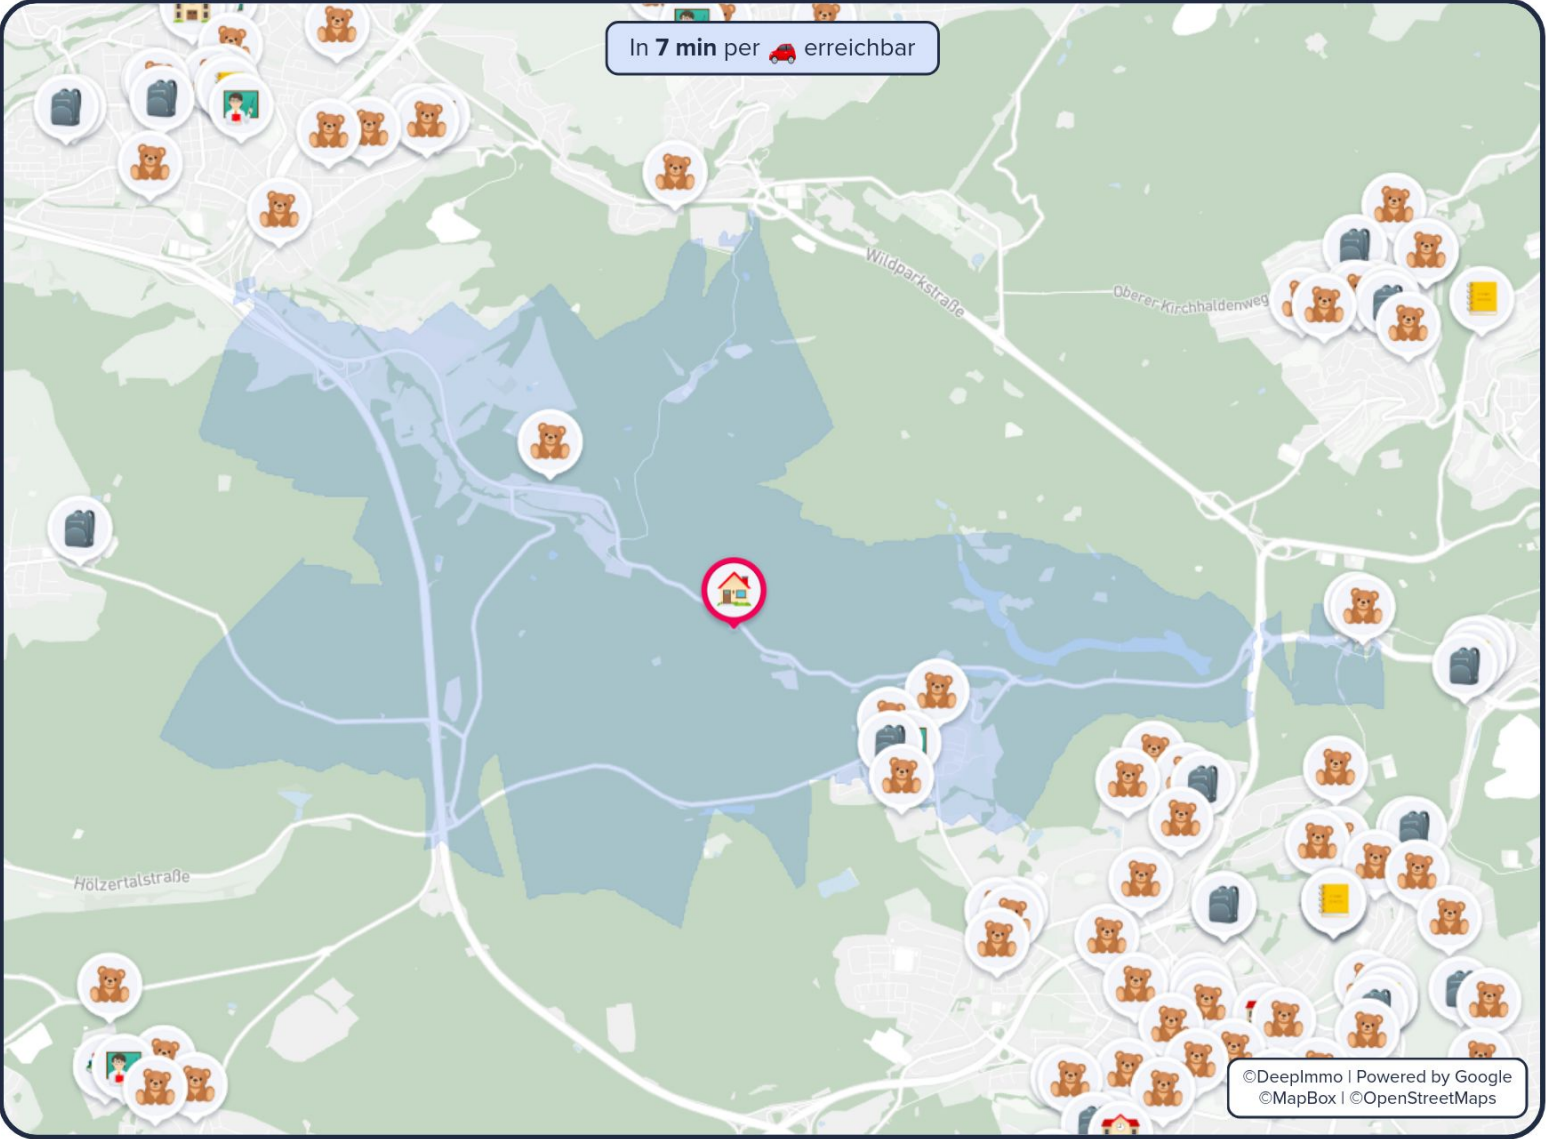 In 7 min per 🚗 erreichbar
Wildparkstraße
Oberer-Kirchhaldenweg
Hölzertalstraße
©DeepImmo | Powered by Google
©MapBox | ©OpenStreetMaps